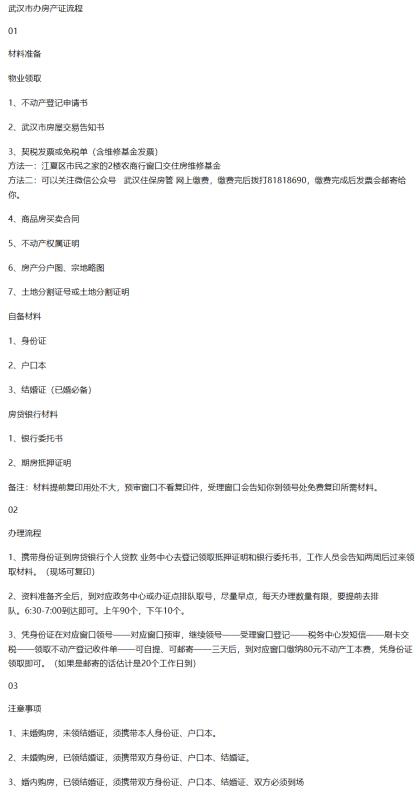 武汉市办房产证流程
01
材料准备
物业领取
1、不动产登记申请书
2、武汉市房屋交易告知书
3、契税发票或免税单（含维修基金发票）
方法一：江夏区市民之家的2楼农商行窗口交住房维修基金
方法二：可以关注微信公众号 武汉住保房管 网上缴费，缴费完后拨打81818690，缴费完成后发票会邮寄给
你。
4、商品房买卖合同
5、不动产权属证明
6、房产分户图、宗地略图
7、土地分割证号或土地分割证明
自备材料
1、身份证
2、户口本
3、结婚证（已婚必备）
房贷银行材料
1、银行委托书
2、期房抵押证明
备注：材料提前复印用处不大，预审窗口不看复印件，受理窗口会告知你到领号处免费复印所需材料。
02
办理流程
1、携带身份证到房贷银行个人贷款 业务中心去登记领取抵押证明和银行委托书，工作人员会告知两周后过来领
取材料。（现场可复印）
2、资料准备齐全后，到对应政务中心或办证点排队取号，尽量早点，每天办理数量有限，要提前去排
队。6:30-7:00到达即可。上午90个、下午10个。
3、凭身份证在对应窗口领号——对应窗口预审，继续领号——受理窗口登记——税务中心发短信——刷卡交
税——领取不动产登记收件单——可自提、可邮寄——三天后，到对应窗口缴纳80元不动产工本费，凭身份证
领取即可。（如果是邮寄的话估计是20个工作日到）
03
注意事项
1、未婚购房，未领结婚证，须携带本人身份证、户口本。
2、未婚购房，已领结婚证，须携带双方身份证、户口本、结婚证。
3、婚内购房，已领结婚证，须携带双方身份证、户口本、结婚证、双方必须到场